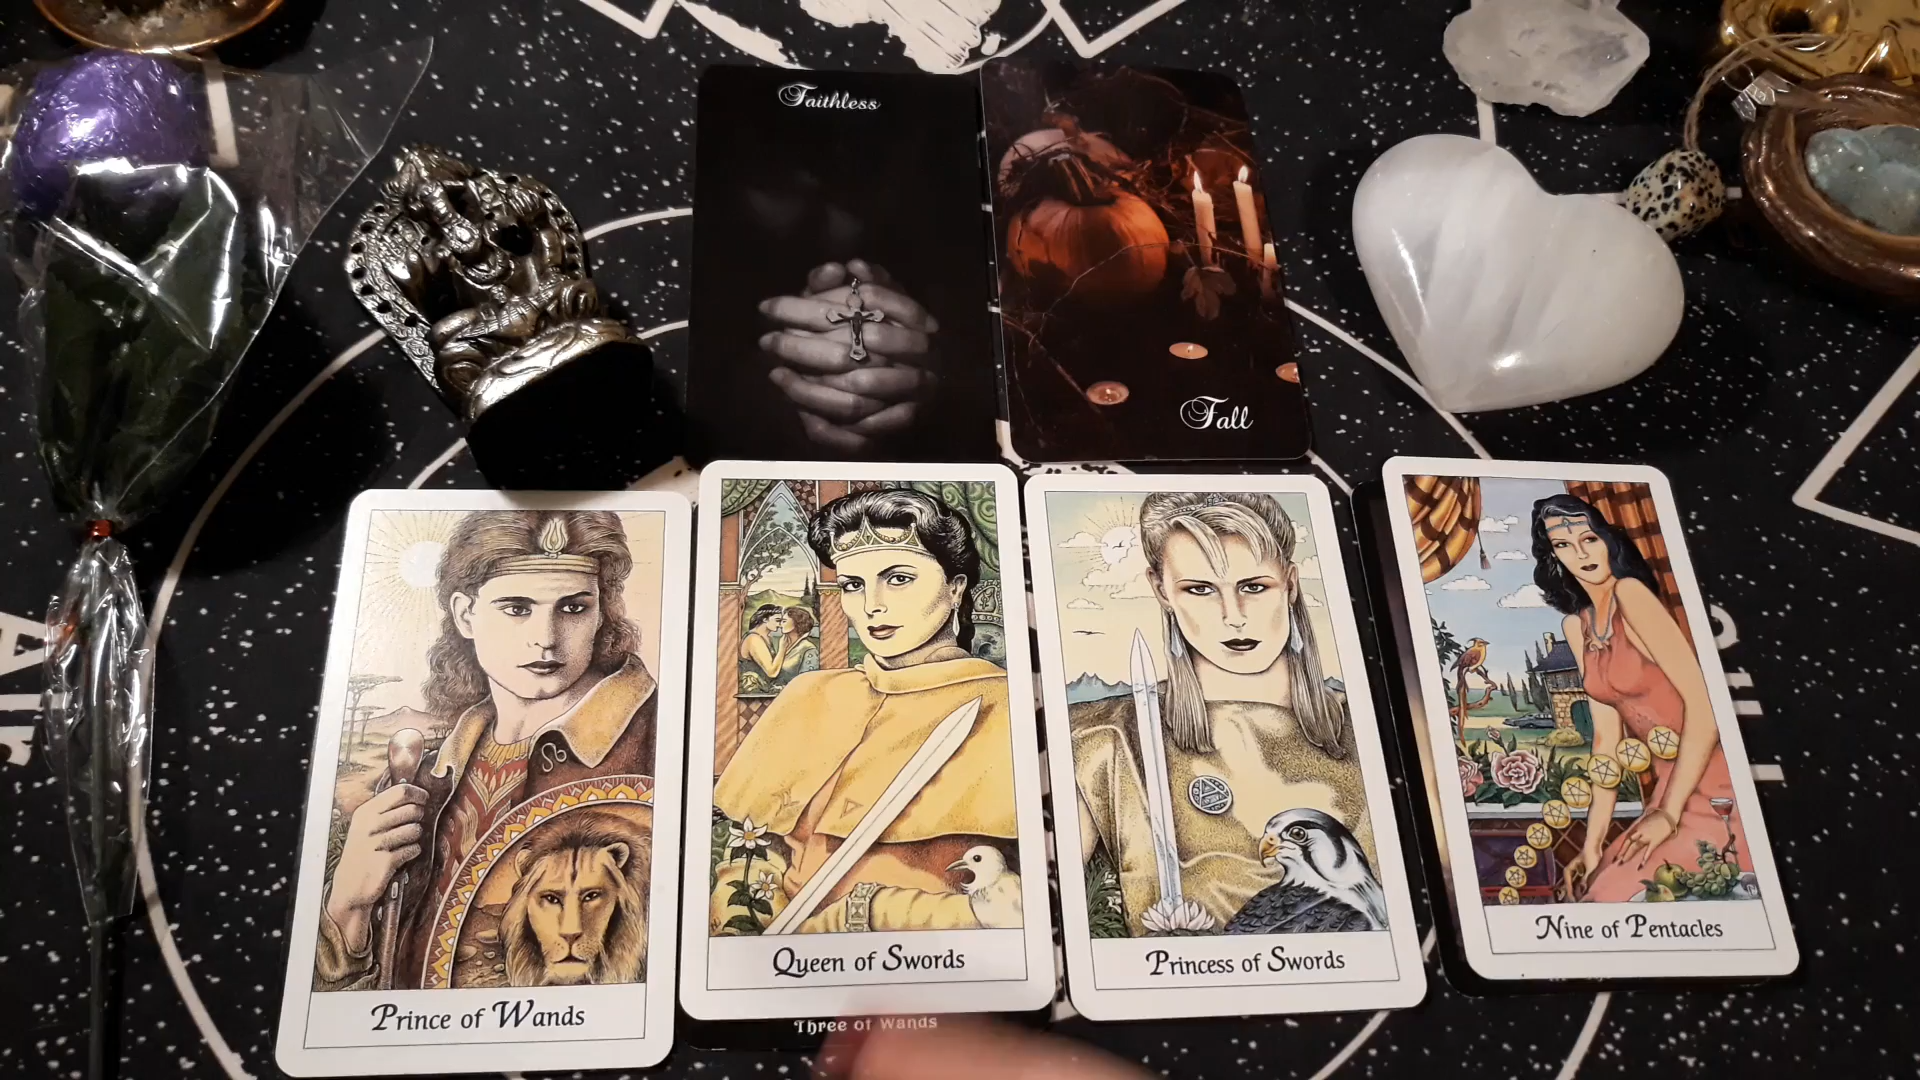 Faithless
Fall
Prince of Wands
Queen of Swords
Princess of Swords
Nine of Pentacles
Three of Wands